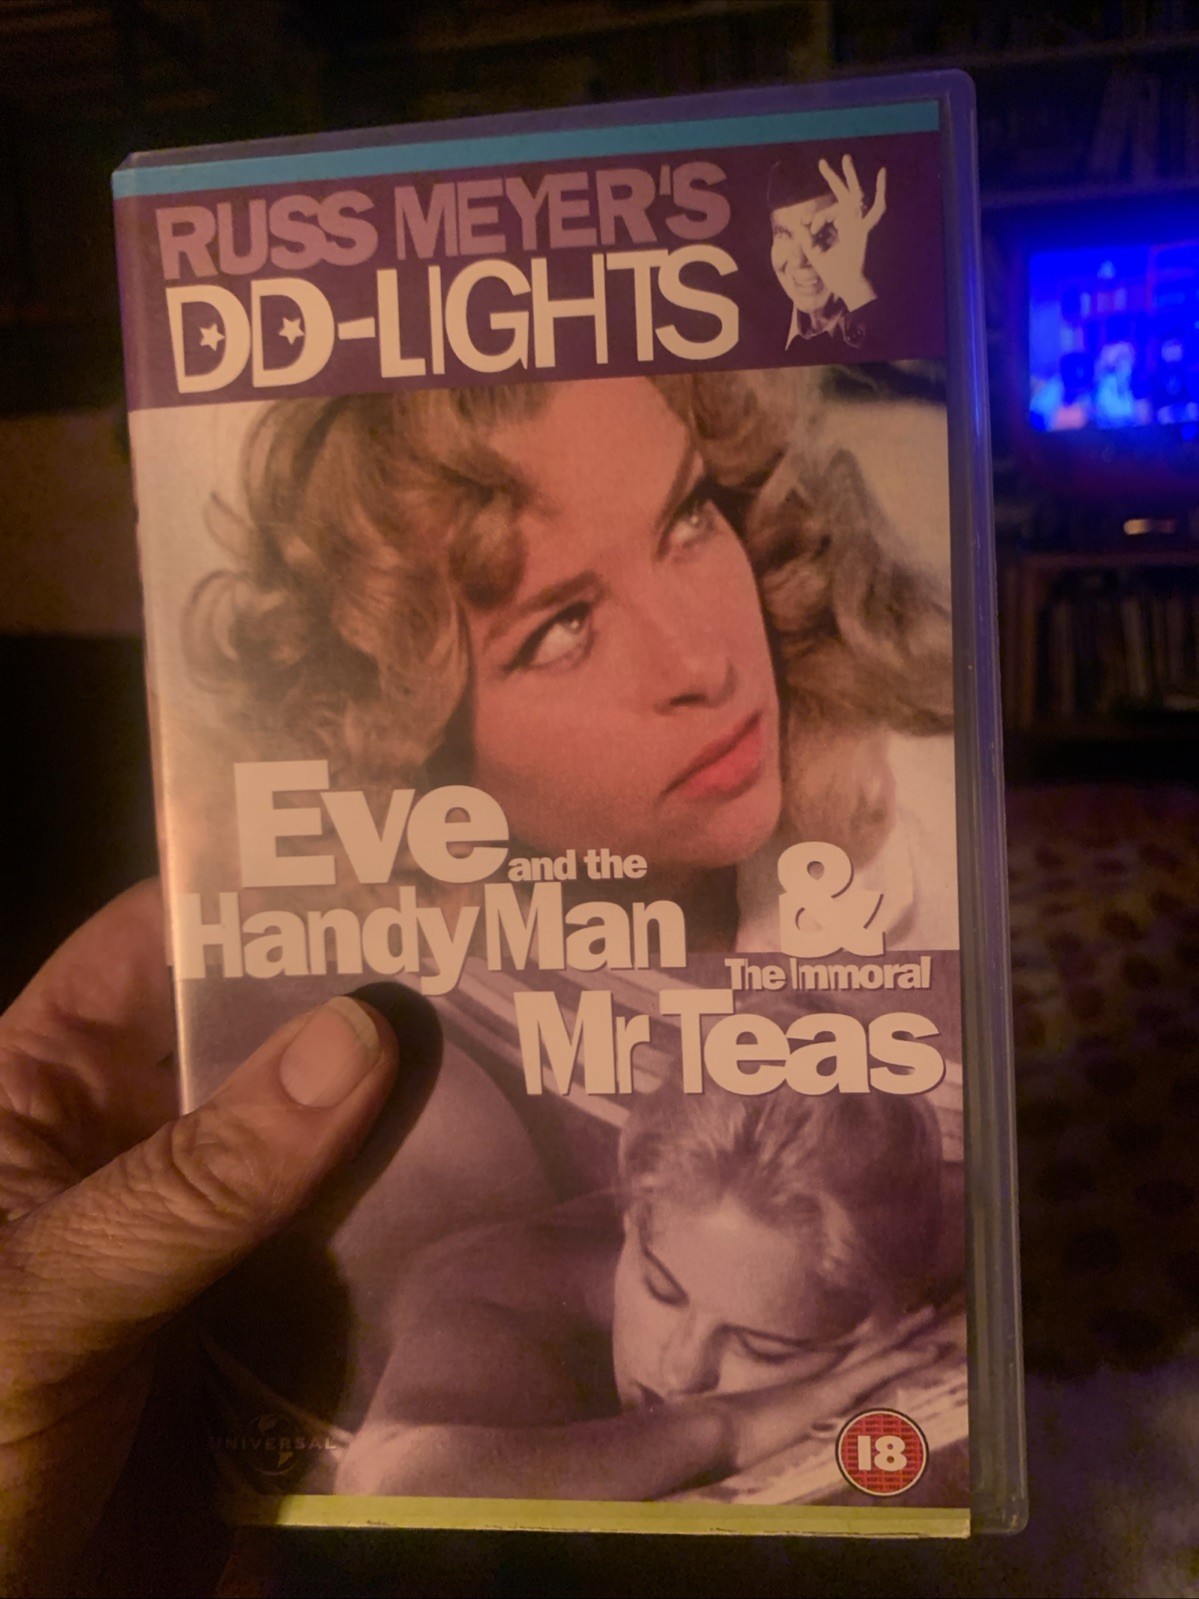 RUSS MEYER'S
DD-LIGHTS
Eve and the
HandyMan &
The Immoral
Mr Teas
UNIVERSAL
18